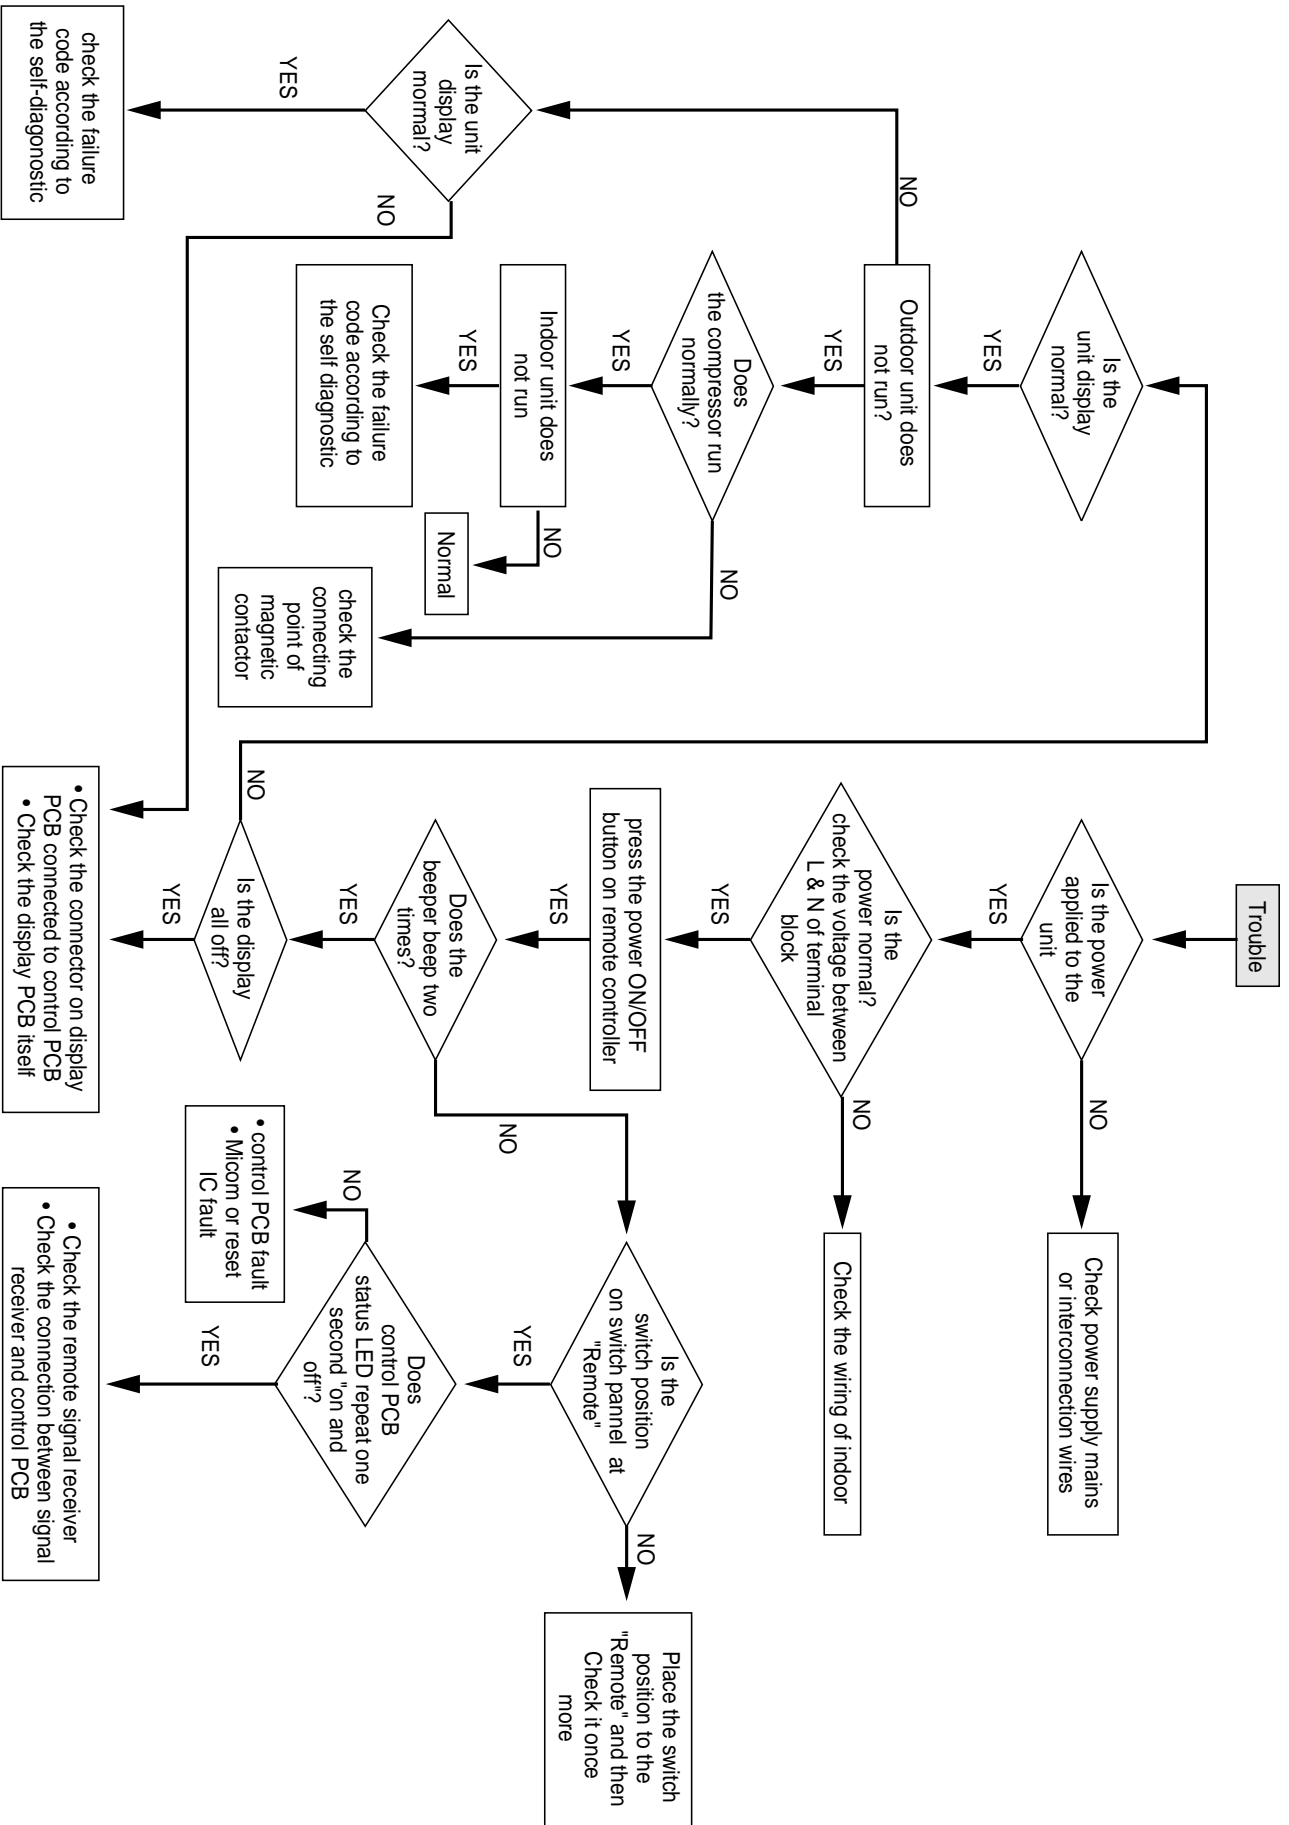 Trouble
Is the power
applied to the
unit
NO
Check power supply mains
or interconnection wires
YES
Is the
power normal?
check the voltage between
L & N of terminal
block
NO
Check the wiring of indoor
YES
press the power ON/OFF
button on remote controller
YES
Does the
beeper beep two
times?
NO
Is the
switch position
on switch pannel at
"Remote"
NO
Place the switch
position to the
"Remote" and then
Check it once
more
YES
Does
control PCB
status LED repeat one
second "on and
off"?
NO
• control PCB fault
• Micom or reset
IC fault
YES
• Check the remote signal receiver
• Check the connection between signal
receiver and control PCB
YES
Is the display
all off?
YES
• Check the connector on display
PCB connected to control PCB
• Check the display PCB itself
NO
Is the
unit display
normal?
YES
Outdoor unit does
not run?
YES
Does
the compressor run
normally?
NO
check the
connecting
point of
magnetic
contactor
YES
Indoor unit does
not run
NO
Normal
YES
Check the failure
code according to
the self diagnostic
NO
Is the unit
display
mormal?
NO
YES
check the failure
code according to
the self-diagonostic